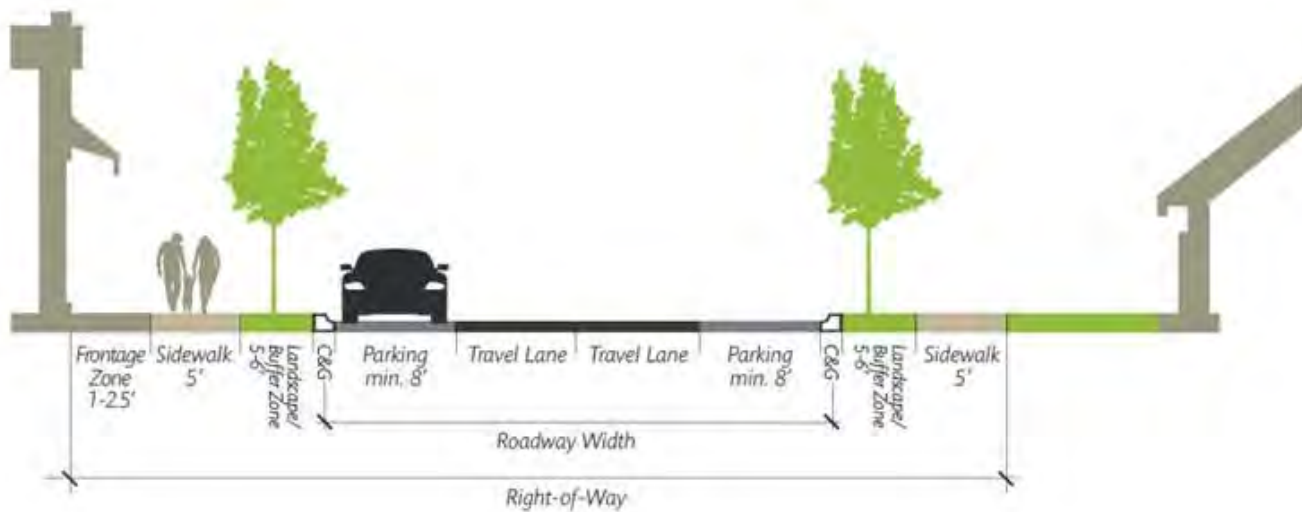 Frontage
Zone
1-2.5'
Sidewalk
5'
Landscape/
Buffer Zone
5-6'
C&G
Parking
min. 8'
Travel Lane
Travel Lane
Parking
min. 8'
C&G
Landscape/
Buffer Zone
5-6'
Sidewalk
5'
Roadway Width
Right-of-Way